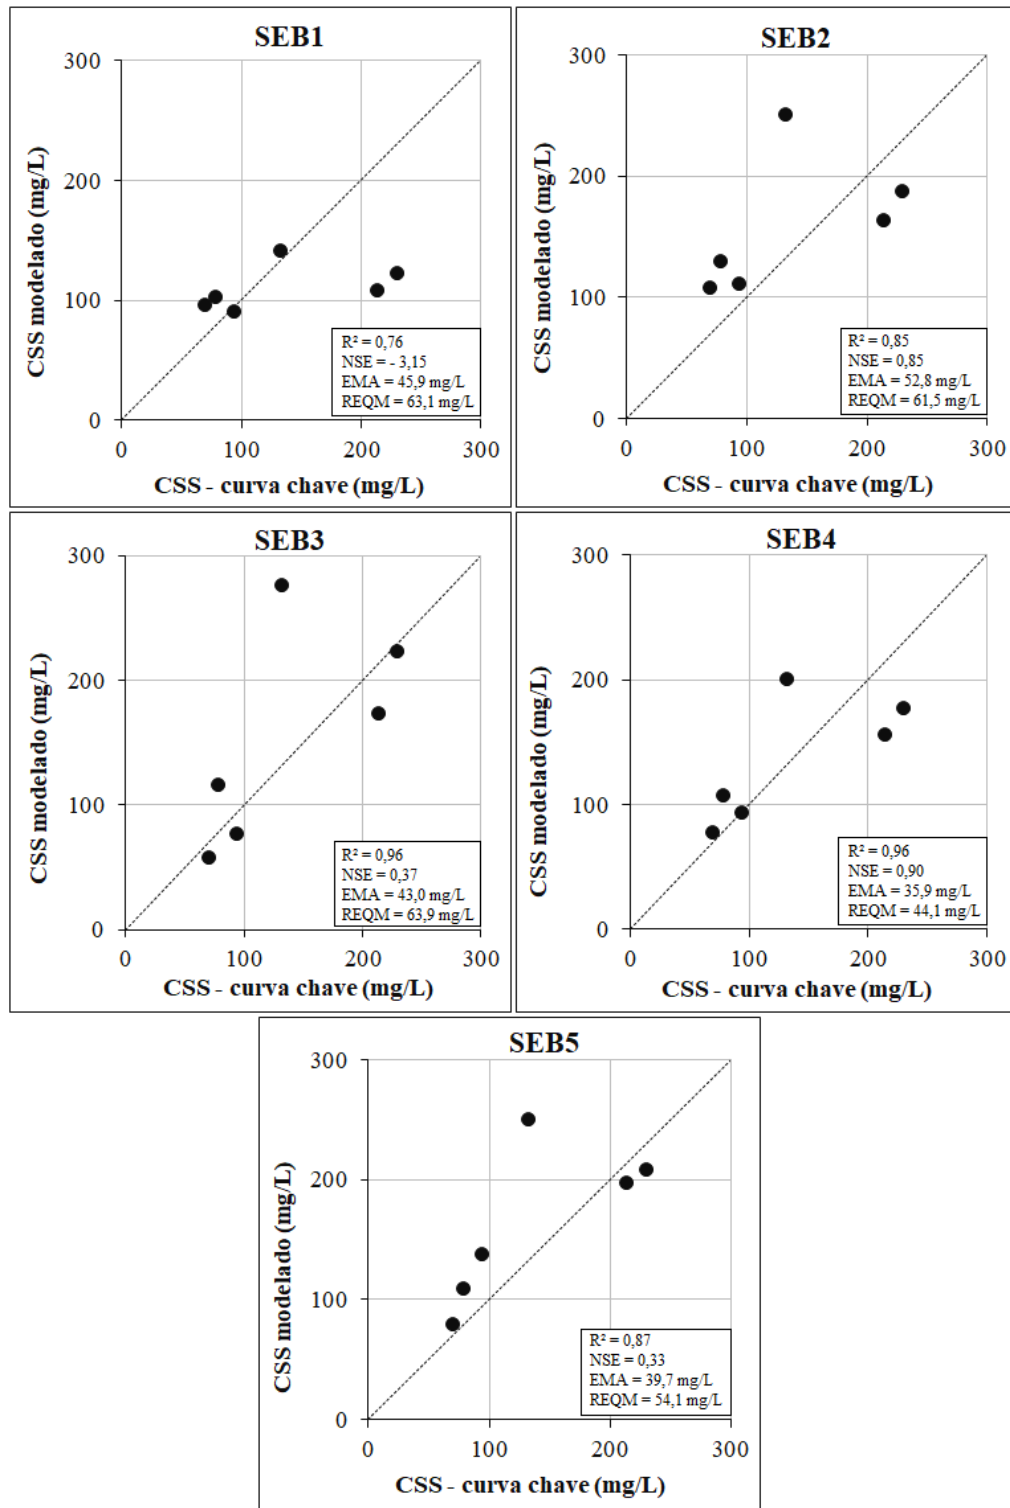 SEB1
300
200
100
0
CSS modelado (mg/L)
R² = 0,76
NSE = - 3,15
EMA = 45,9 mg/L
REQM = 63,1 mg/L
0 100 200 300
CSS - curva chave (mg/L)
SEB2
300
200
100
0
CSS modelado (mg/L)
R² = 0,85
NSE = 0,85
EMA = 52,8 mg/L
REQM = 61,5 mg/L
0 100 200 300
CSS - curva chave (mg/L)
SEB3
300
200
100
0
CSS modelado (mg/L)
R² = 0,96
NSE = 0,37
EMA = 43,0 mg/L
REQM = 63,9 mg/L
0 100 200 300
CSS - curva chave (mg/L)
SEB4
300
200
100
0
CSS modelado (mg/L)
R² = 0,96
NSE = 0,90
EMA = 35,9 mg/L
REQM = 44,1 mg/L
0 100 200 300
CSS - curva chave (mg/L)
SEB5
300
200
100
0
CSS modelado (mg/L)
R² = 0,87
NSE = 0,33
EMA = 39,7 mg/L
REQM = 54,1 mg/L
0 100 200 300
CSS - curva chave (mg/L)